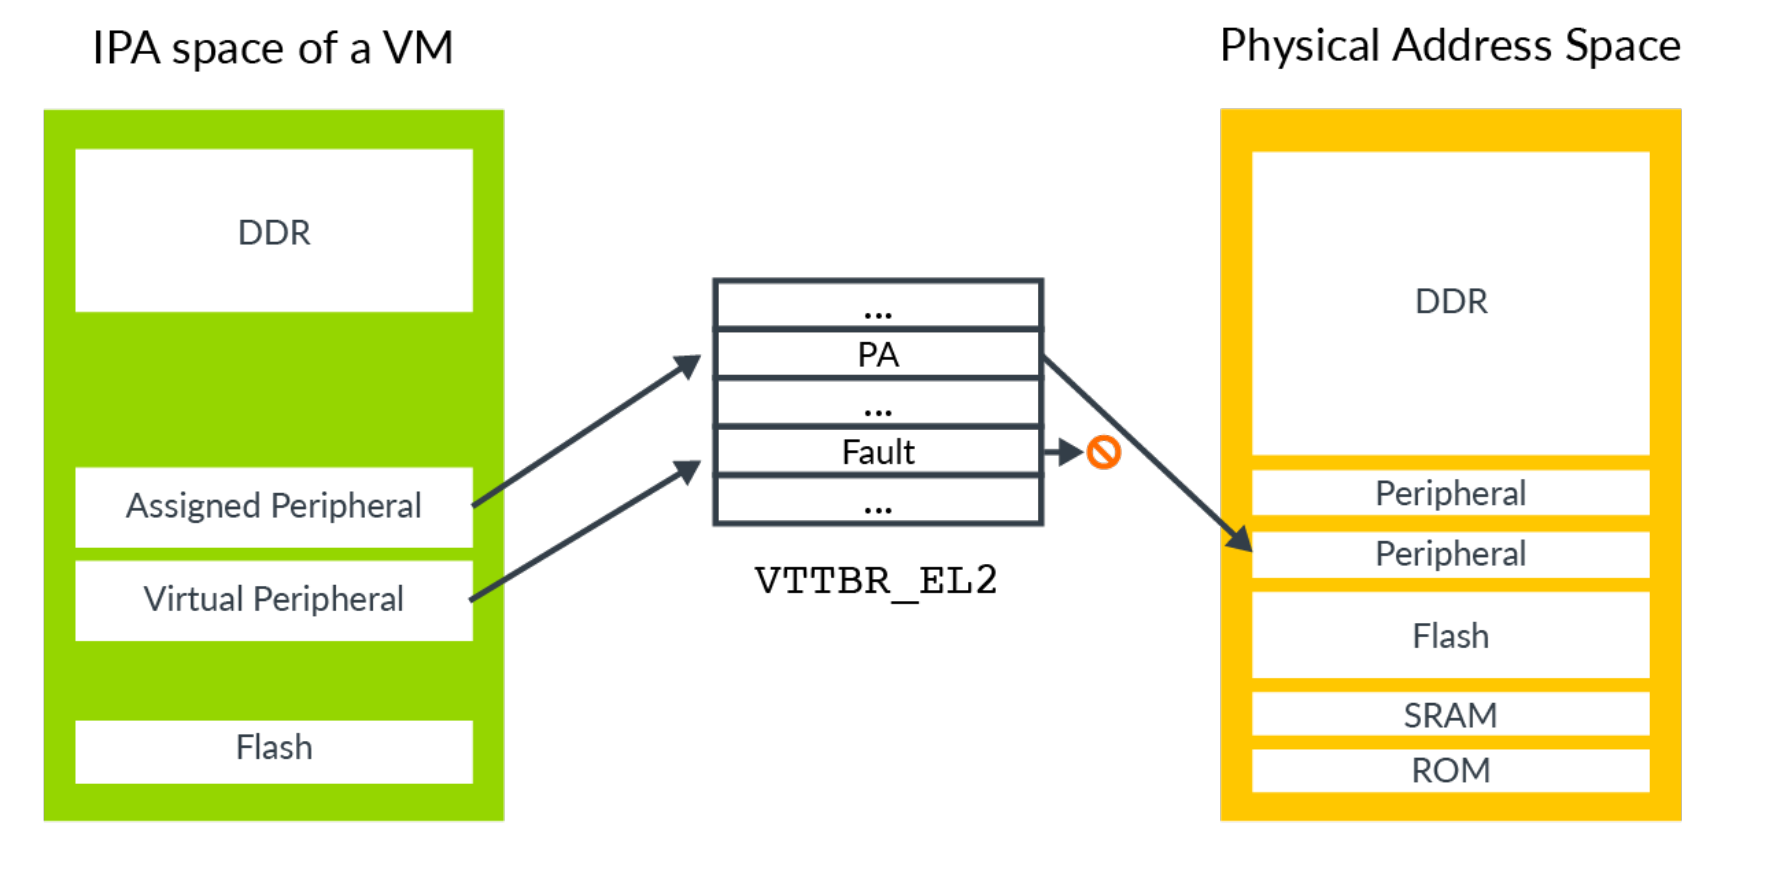 IPA space of a VM
DDR
Assigned Peripheral
Virtual Peripheral
Flash
...
PA
...
Fault
...
VTTBR_EL2
Physical Address Space
DDR
Peripheral
Peripheral
Flash
SRAM
ROM